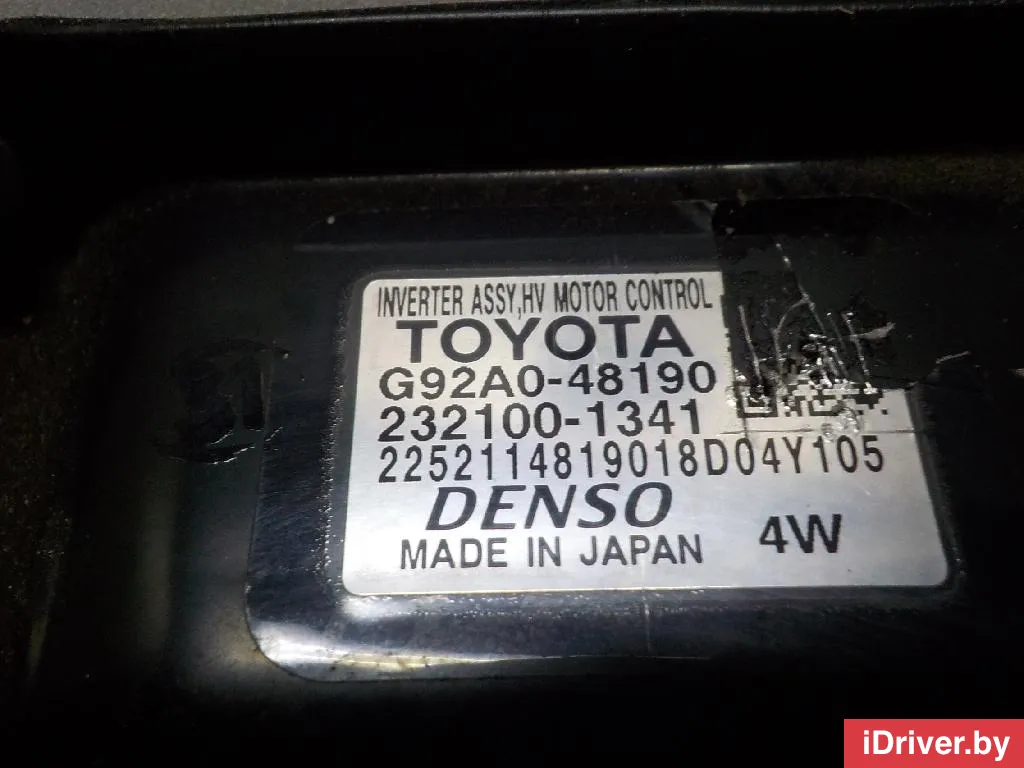 INVERTER ASSY,HV MOTOR CONTROL
TOYOTA
G92A0-48190
232100-1341
2252114819018D04Y105
DENSO
MADE IN JAPAN 4W
iDriver.by